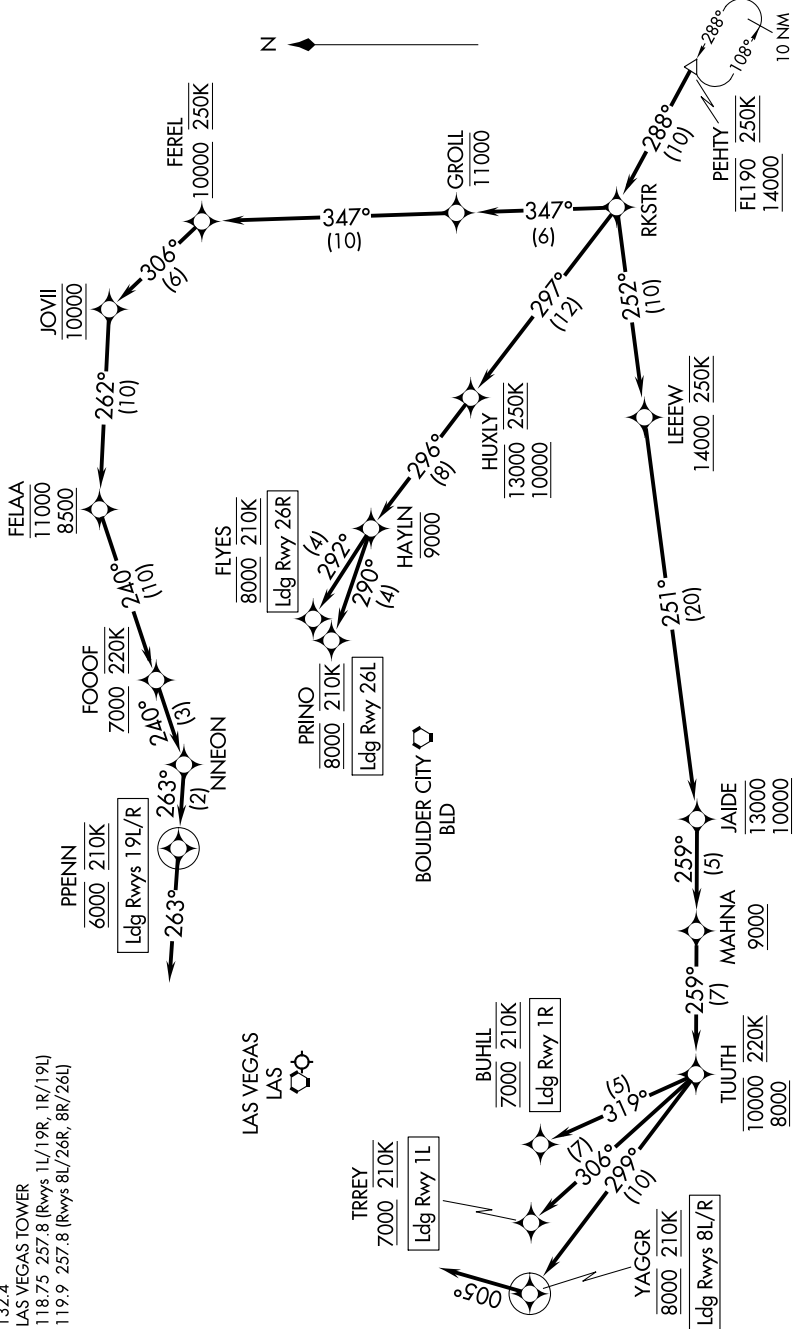 132.4
LAS VEGAS TOWER
118.75 257.8 (Rwys 1L/19R, 1R/19L)
119.9 257.8 (Rwys 8L/26R, 8R/26L)
N
288°
108°
10 NM
PEHTY
FL190 250K
14000
288°
(10)
RKSTR
347°
(6)
GROLL
11000
347°
(10)
FEREL
10000 250K
306°
(6)
JOVII
10000
262°
(10)
FELAA
11000
8500
240°
(10)
FOOOF
7000 220K
240°
(3)
NNEON
263°
(2)
PPENN
6000 210K
Ldg Rwys 19L/R
263°
297°
(12)
HUXLY
13000 250K
10000
296°
(8)
HAYLN
9000
292°
(4)
FLYES
8000 210K
Ldg Rwy 26R
290°
(4)
PRINO
8000 210K
Ldg Rwy 26L
BOULDER CITY
BLD
LAS VEGAS
LAS
252°
(10)
LEEEW
14000 250K
251°
(20)
JAIDE
13000
10000
259°
(5)
MAHNA
9000
259°
(7)
TUUTH
10000 220K
8000
319°
(5)
BUHLL
7000 210K
Ldg Rwy 1R
306°
(7)
TRREY
7000 210K
Ldg Rwy 1L
299°
(10)
YAGGR
8000 210K
Ldg Rwys 8L/R
005°